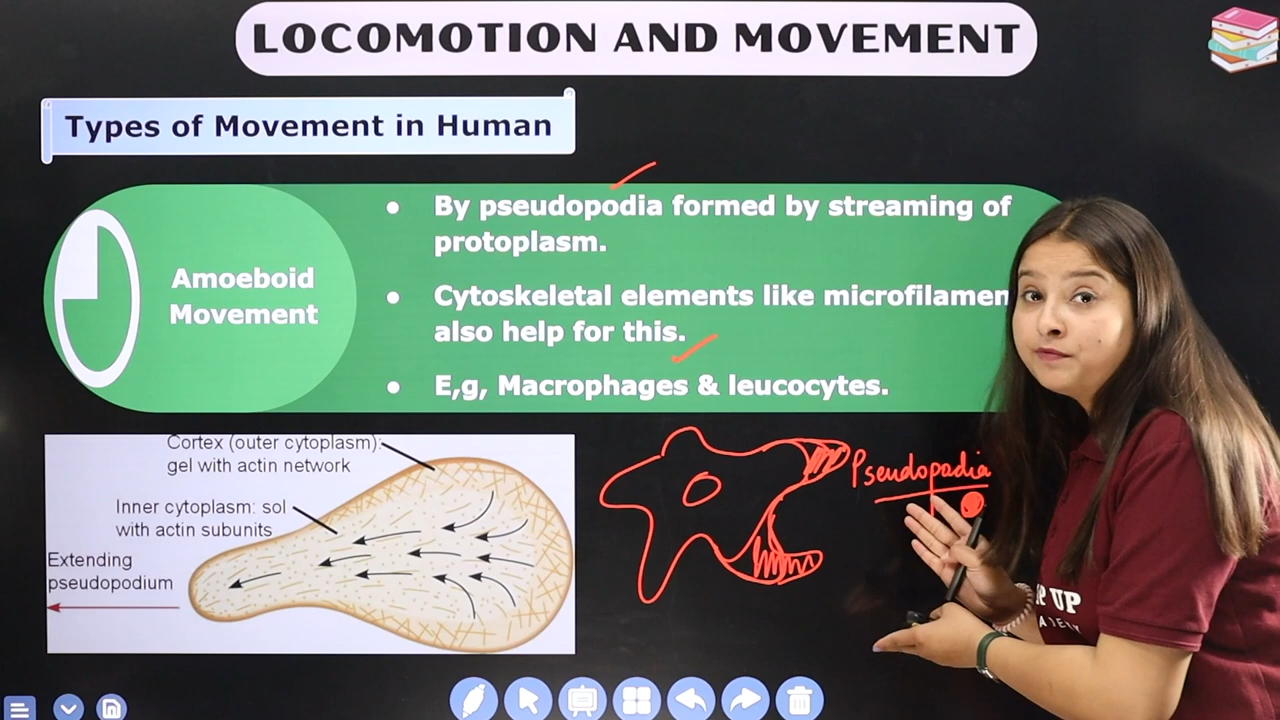 LOCOMOTION AND MOVEMENT
Types of Movement in Human
Amoeboid
Movement
By pseudopodia formed by streaming of
protoplasm.
Cytoskeletal elements like microfilamen
also help for this.
E,g, Macrophages & leucocytes.
Cortex (outer cytoplasm):
gel with actin network
Inner cytoplasm: sol
with actin subunits
Extending
pseudopodium
Pseudopadia
UP